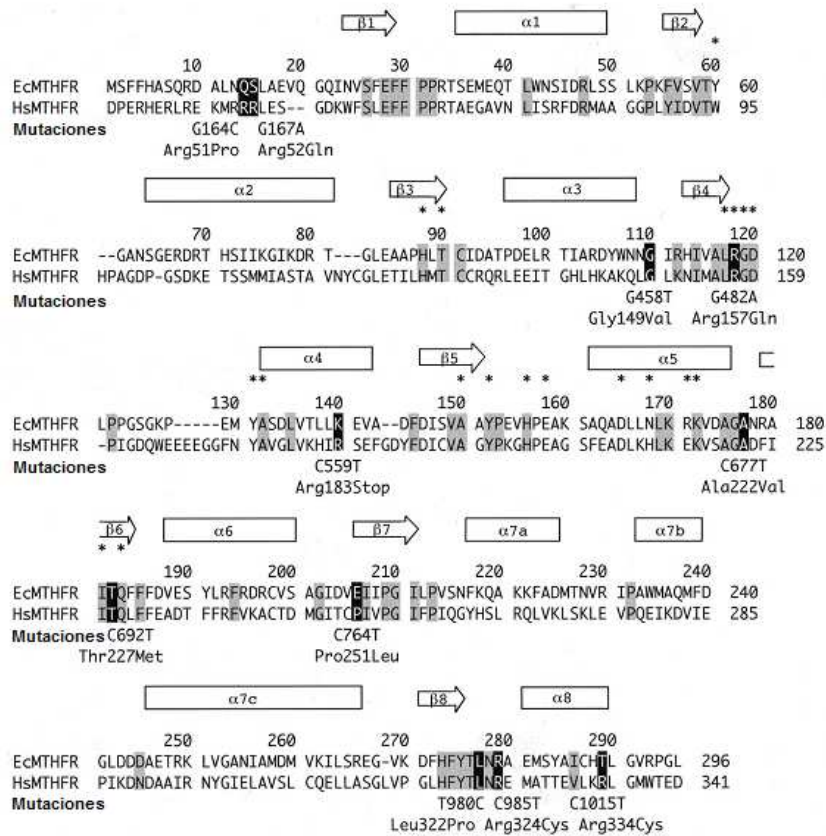 β1 α1 β2
*
10 20 30 40 50 60
EcMTHFR MSFFHASQRD ALNQSLAEVQ GQINVSFEFF PPRTSEMEQT LWNSIDRLSS LKPKFVSVTY 60
HsMTHFR DPERHERLRE KMRRRLES--G DKWFSLEFF PPRTAEGAVN LISRFDRMAA GGPLYIDVTW 95
Mutaciones G164C G167A
Arg51Pro Arg52Gln
α2 β3 α3 β4
* * ****
70 80 90 100 110 120
EcMTHFR --GANSGERDRT HSIIKGIKDR T---GLEAAPHLT CIDATPDELR TIARDYWNNG IRHIVALRGD 120
HsMTHFR HPAGDP-GSDKE TSSMMIASTA VNYCGLETILHMT CCRQRLEEIT GHLHKAKQLG LKNIMALRGD 159
Mutaciones G458T G482A
Gly149Val Arg157Gln
α4 β5 α5
** * * * * * * **
130 140 150 160 170 180
EcMTHFR LPPGSGKP-----EM YASDLVTLLK EVA--DFDISVA AYPEVHPEAK SAQADLLNLK RKVDAGANRA 180
HsMTHFR -PIGDQWEEEEGGFNY AVGLVKHIR SEFGDYFDICVA GYPKGHPEAG SFEADLKHLK EKVSAGADFI 225
Mutaciones C559T C677T
Arg183Stop Ala222Val
β6 α6 β7 α7a α7b
* *
190 200 210 220 230 240
EcMTHFR ITQFFFDVES YLRFRDRCVS AGIDVEIIPG ILPVSNFKQA KKFADMTNVR IPAWMAQMFD 240
HsMTHFR ITQLFFEADT FFRFVKACTD MGITCPIVPG IFPIQGYHSL RQLVKLSKLE VPQEIKDVIE 285
Mutaciones C692T C764T
Thr227Met Pro251Leu
α7c β8 α8
250 260 270 280 290
EcMTHFR GLDDDAETRK LVGANIAMDM VKILSREG-VK DFHFYTLNRA EMSYAICHTL GVRPGL 296
HsMTHFR PIKDNDAAIR NYGIELAVSL CQELLASGLVP GLHFYTLNRE MATTEVLKRL GMWTED 341
Mutaciones T980C C985T C1015T
Leu322Pro Arg324Cys Arg334Cys